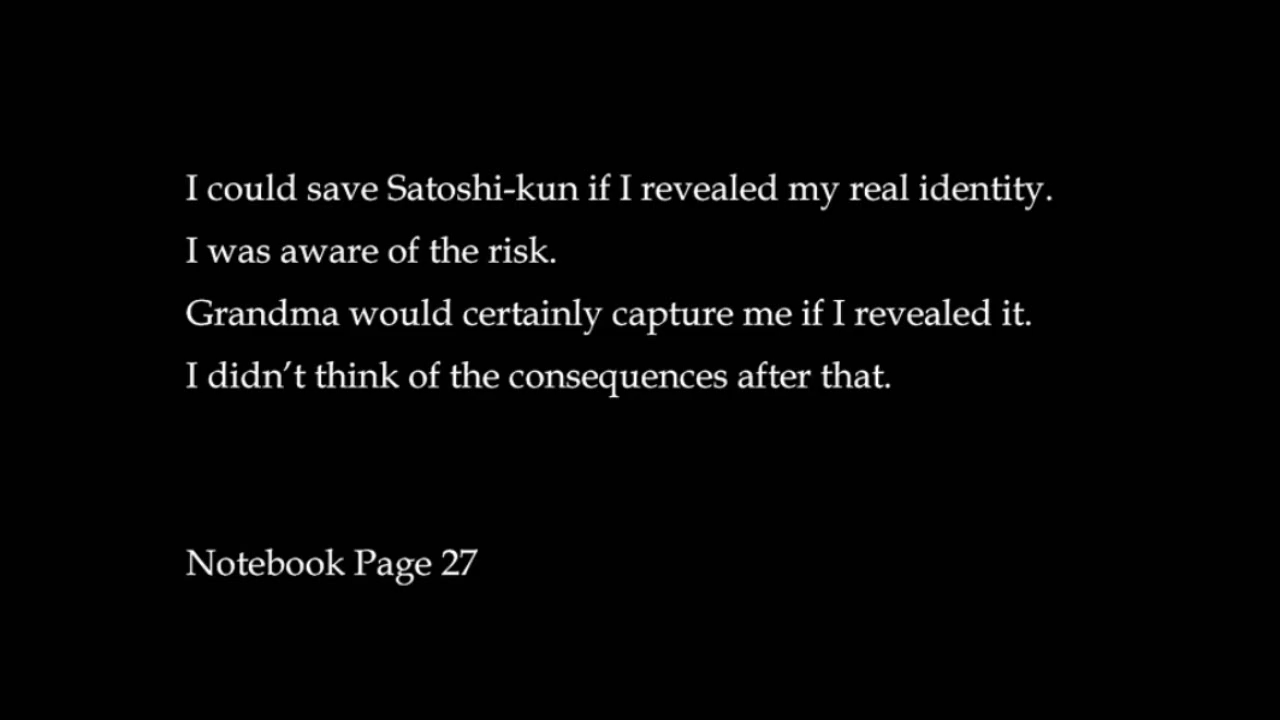 I could save Satoshi-kun if I revealed my real identity.
I was aware of the risk.
Grandma would certainly capture me if I revealed it.
I didn’t think of the consequences after that.
Notebook Page 27